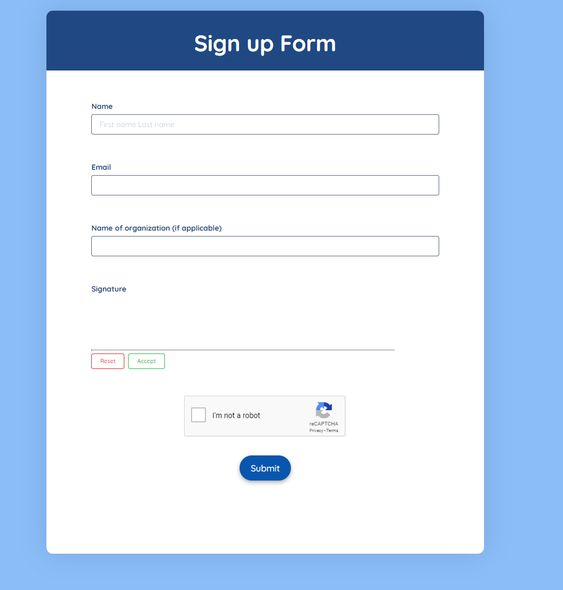 Sign up Form
Name
First name Last name
Email
Name of organization (if applicable)
Signature
Reset Accept
I'm not a robot
reCAPTCHA
Privacy - Terms
Submit